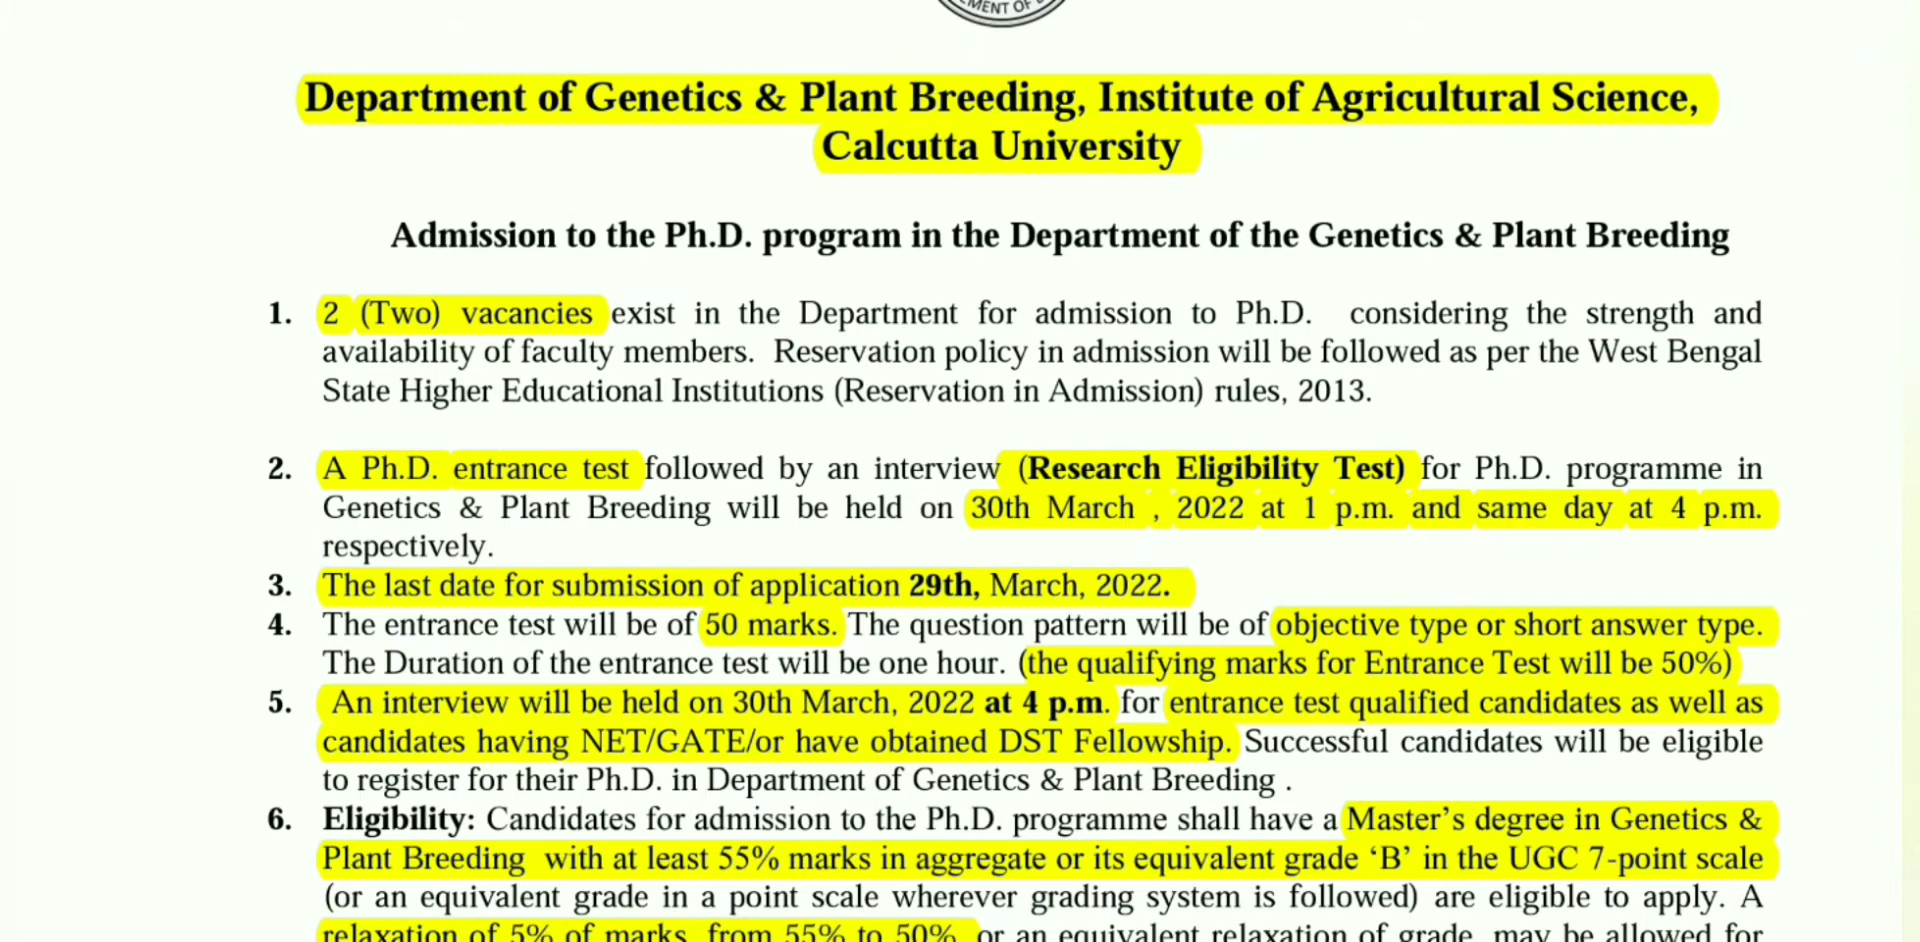 MENT OF
Department of Genetics & Plant Breeding, Institute of Agricultural Science,
Calcutta University
Admission to the Ph.D. program in the Department of the Genetics & Plant Breeding
1. 2 (Two) vacancies exist in the Department for admission to Ph.D. considering the strength and
availability of faculty members. Reservation policy in admission will be followed as per the West Bengal
State Higher Educational Institutions (Reservation in Admission) rules, 2013.
2. A Ph.D. entrance test followed by an interview (Research Eligibility Test) for Ph.D. programme in
Genetics & Plant Breeding will be held on 30th March , 2022 at 1 p.m. and same day at 4 p.m.
respectively.
3. The last date for submission of application 29th, March, 2022.
4. The entrance test will be of 50 marks. The question pattern will be of objective type or short answer type.
The Duration of the entrance test will be one hour. (the qualifying marks for Entrance Test will be 50%)
5. An interview will be held on 30th March, 2022 at 4 p.m. for entrance test qualified candidates as well as
candidates having NET/GATE/or have obtained DST Fellowship. Successful candidates will be eligible
to register for their Ph.D. in Department of Genetics & Plant Breeding .
6. Eligibility: Candidates for admission to the Ph.D. programme shall have a Master’s degree in Genetics &
Plant Breeding with at least 55% marks in aggregate or its equivalent grade ‘B’ in the UGC 7-point scale
(or an equivalent grade in a point scale wherever grading system is followed) are eligible to apply. A
relaxation of 5% of marks, from 55% to 50%, or an equivalent relaxation of grade, may be allowed for